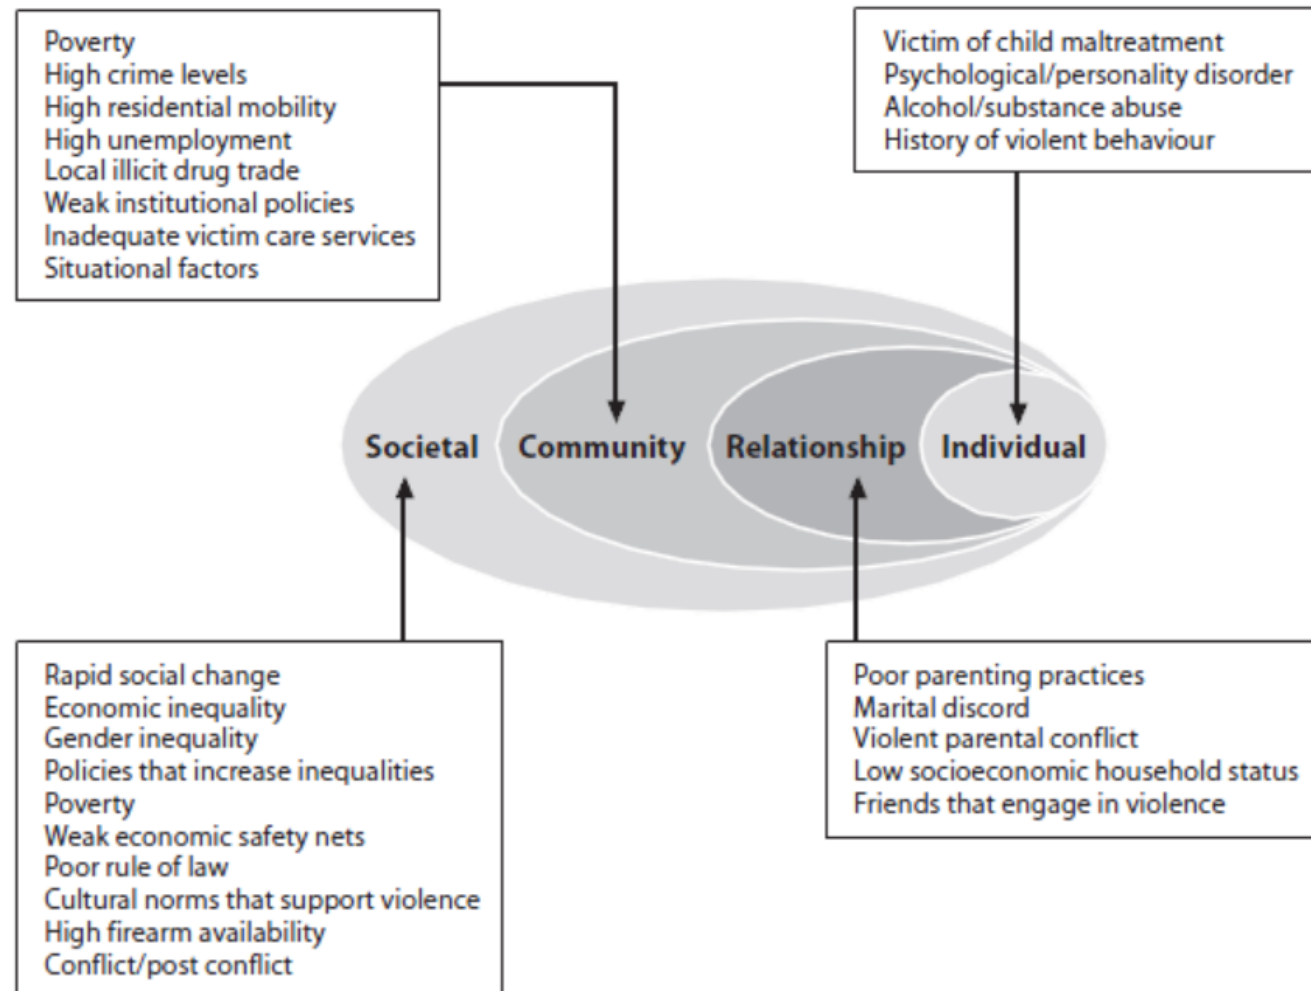 Poverty
High crime levels
High residential mobility
High unemployment
Local illicit drug trade
Weak institutional policies
Inadequate victim care services
Situational factors
Victim of child maltreatment
Psychological/personality disorder
Alcohol/substance abuse
History of violent behaviour
Societal Community Relationship Individual
Rapid social change
Economic inequality
Gender inequality
Policies that increase inequalities
Poverty
Weak economic safety nets
Poor rule of law
Cultural norms that support violence
High firearm availability
Conflict/post conflict
Poor parenting practices
Marital discord
Violent parental conflict
Low socioeconomic household status
Friends that engage in violence